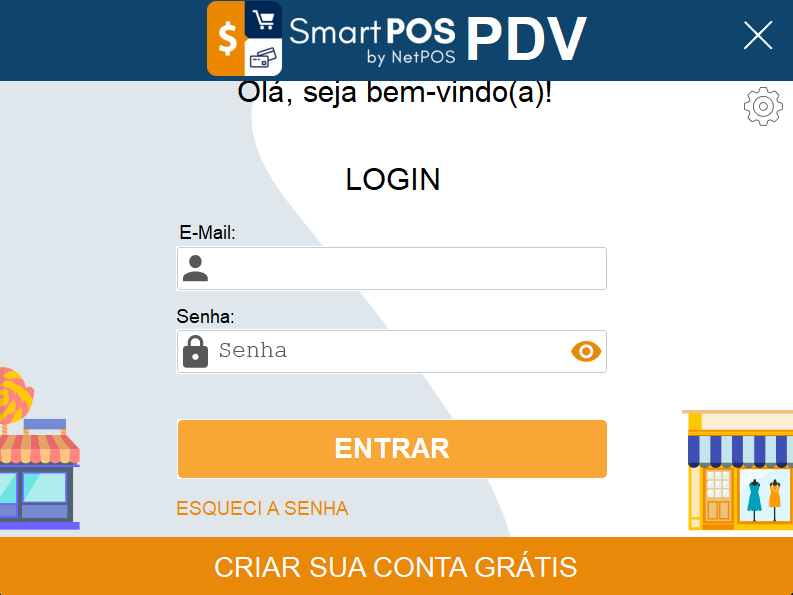 SmartPOS
by NetPOS
PDV
Olá, seja bem-vindo(a)!
LOGIN
E-Mail:
Senha:
Senha
ENTRAR
ESQUECI A SENHA
CRIAR SUA CONTA GRÁTIS